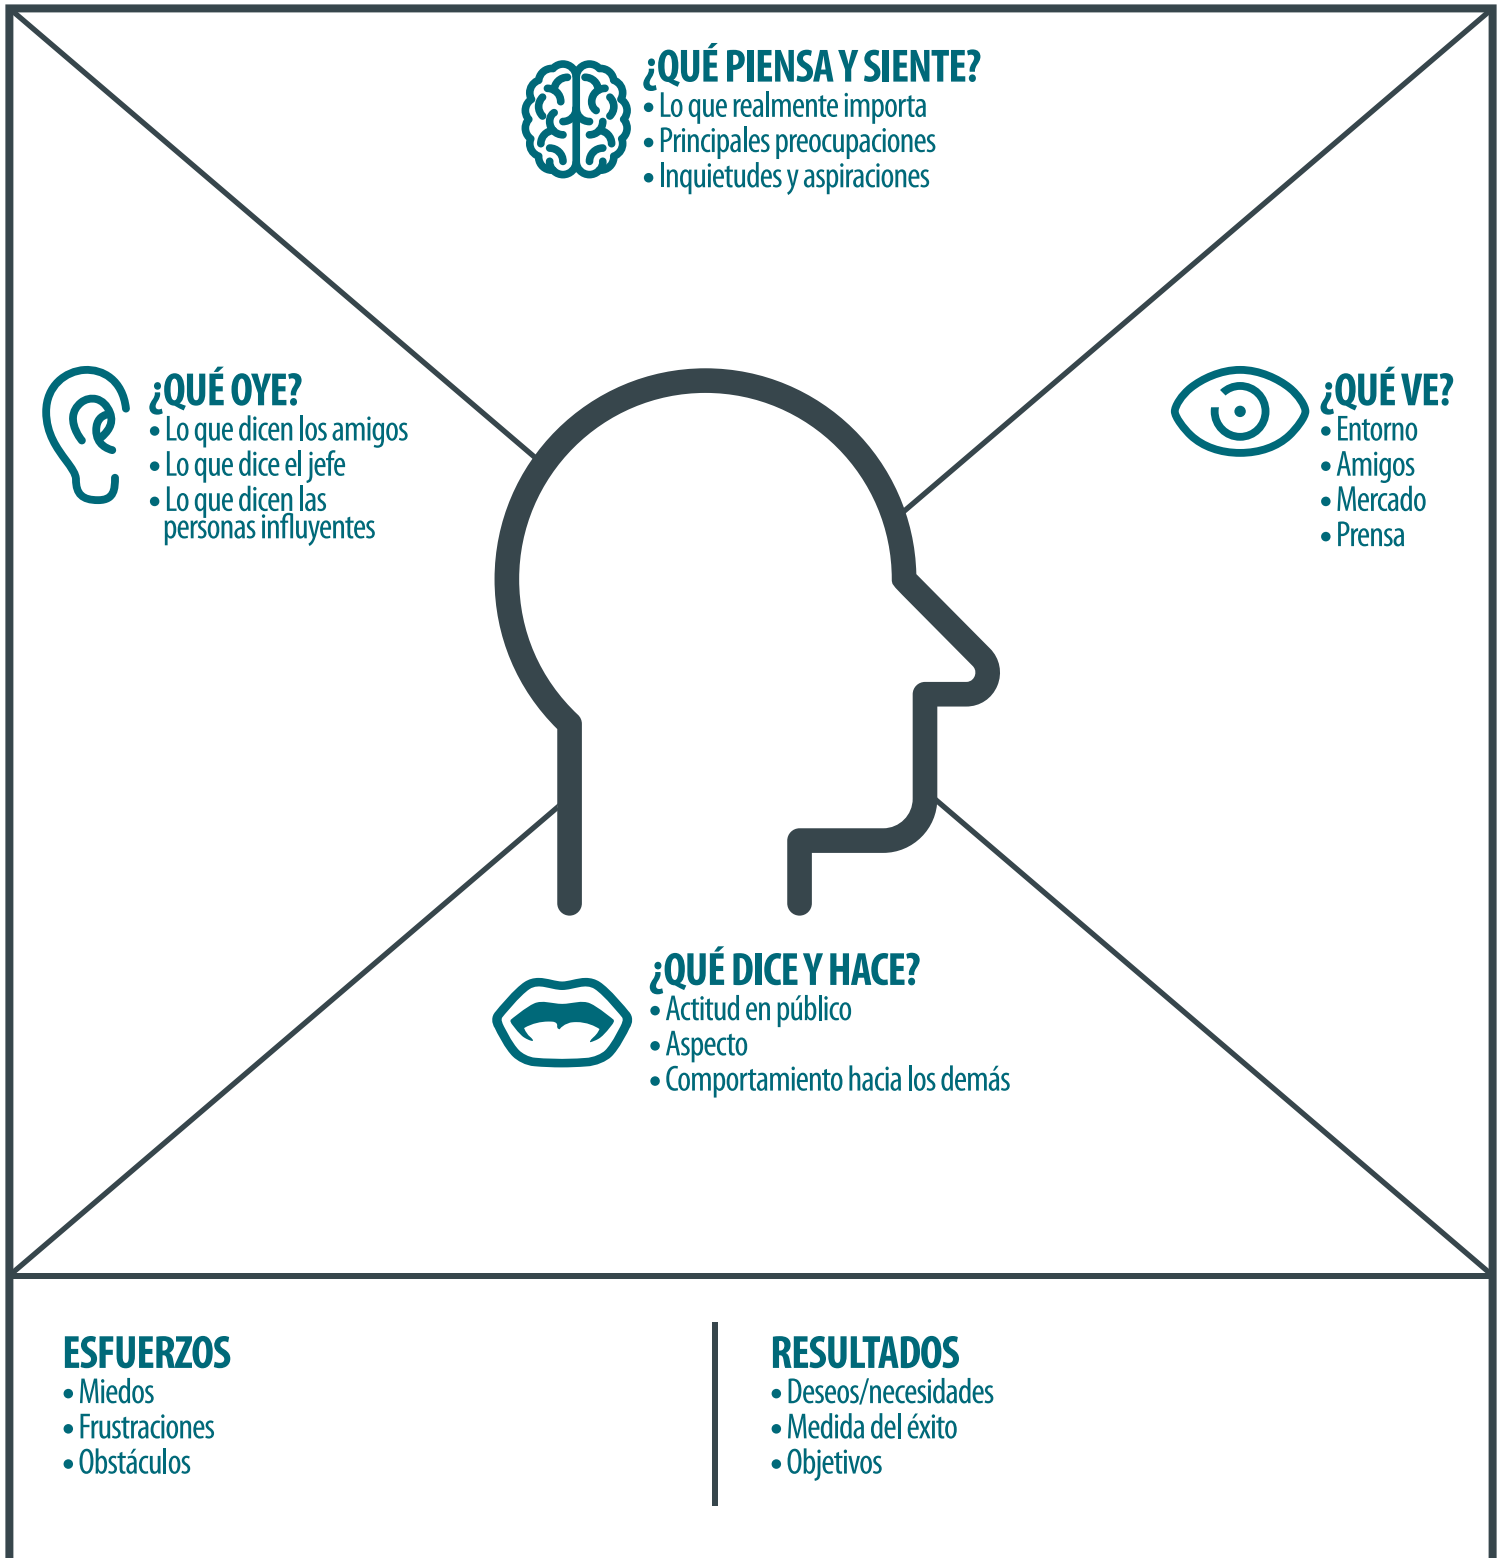 ¿QUÉ PIENSA Y SIENTE?
• Lo que realmente importa
• Principales preocupaciones
• Inquietudes y aspiraciones
¿QUÉ OYE?
• Lo que dicen los amigos
• Lo que dice el jefe
• Lo que dicen las
personas influyentes
¿QUÉ VE?
• Entorno
• Amigos
• Mercado
• Prensa
¿QUÉ DICE Y HACE?
• Actitud en público
• Aspecto
• Comportamiento hacia los demás
ESFUERZOS
• Miedos
• Frustraciones
• Obstáculos
RESULTADOS
• Deseos/necesidades
• Medida del éxito
• Objetivos